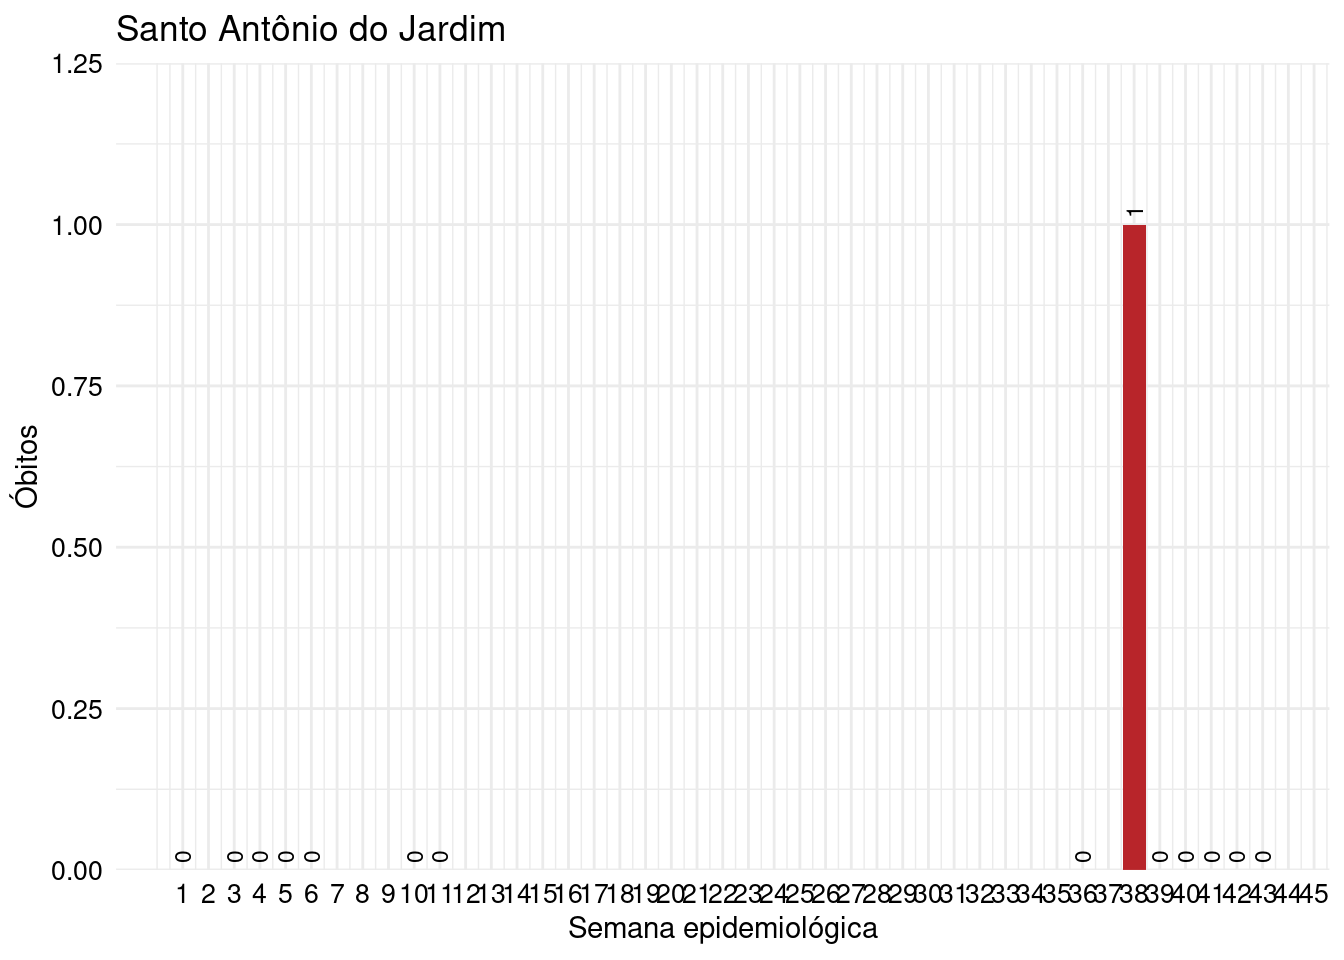 Santo Antônio do Jardim
1.25
1.00
0.75
0.50
0.25
0.00
Óbitos
1
0 0 0 0 0 0 0 0 0 0 0 0 0
1 2 3 4 5 6 7 8 9 10 11 12 13 14 15 16 17 18 19 20 21 22 23 24 25 26 27 28 29 30 31 32 33 34 35 36 37 38 39 40 41 42 43 44 45
Semana epidemiológica